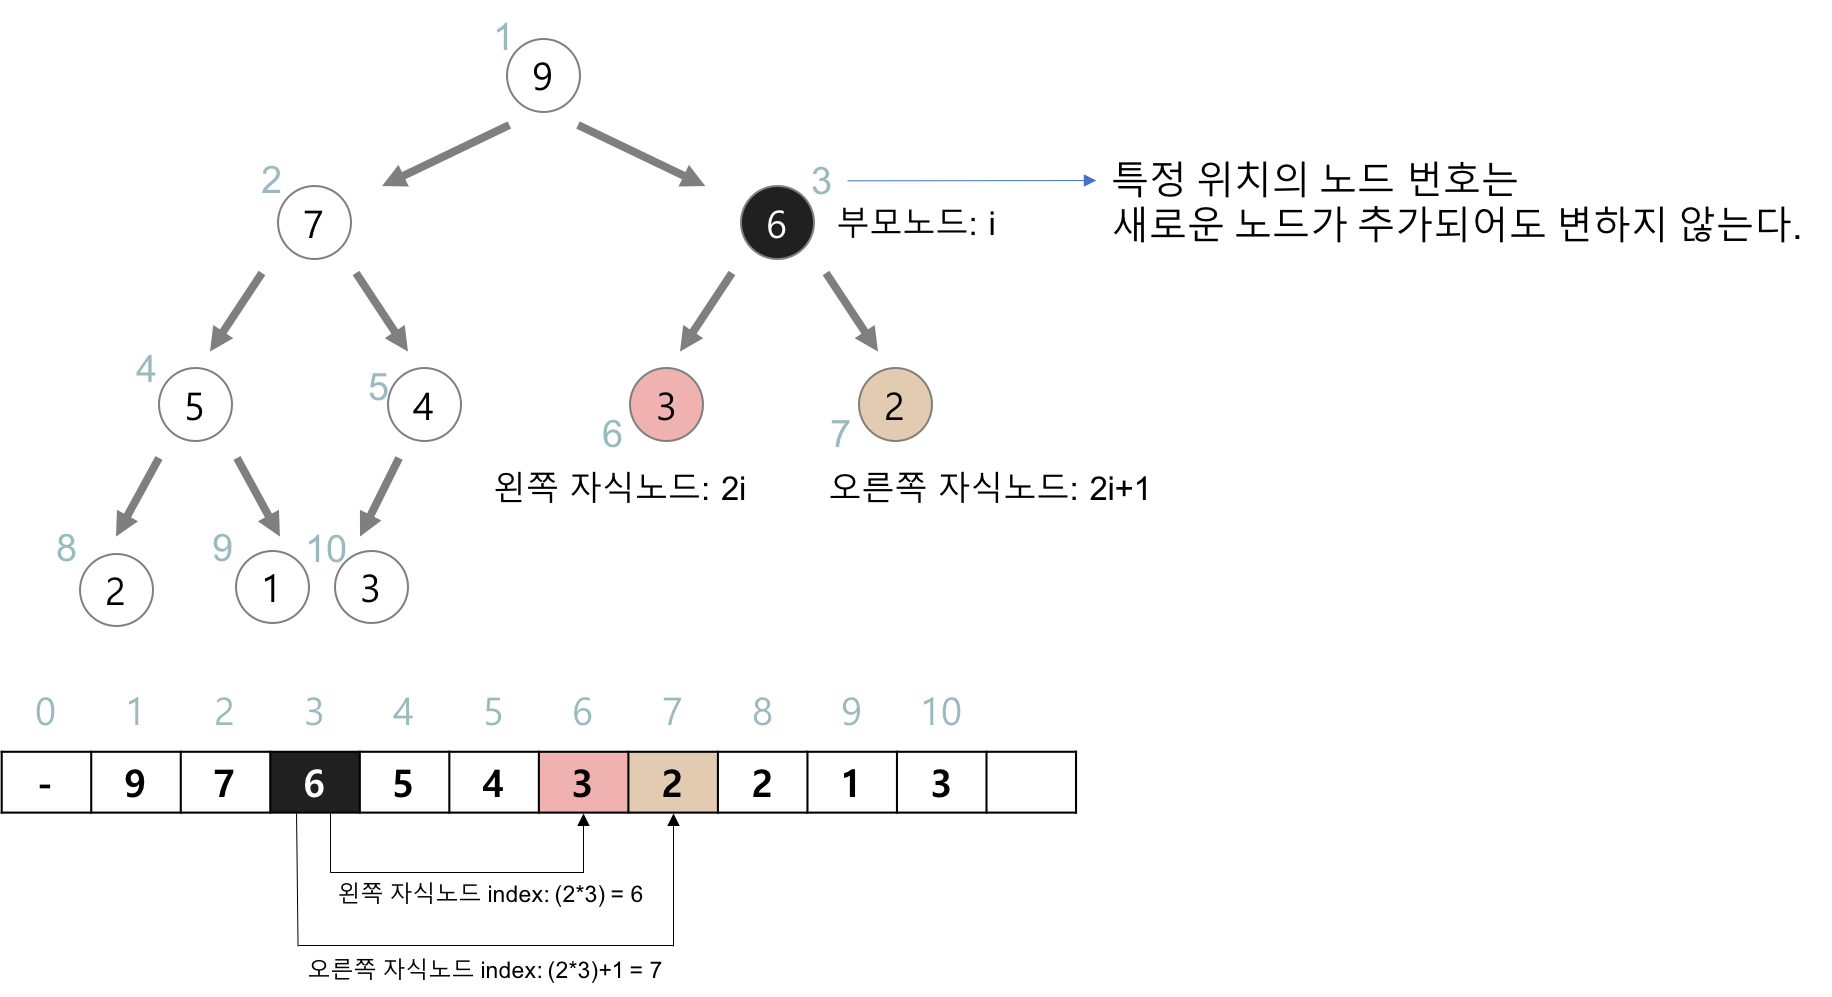 1
9
2
7
3
6
특정 위치의 노드 번호는
새로운 노드가 추가되어도 변하지 않는다.
부모노드: i
4
5
5
4
6
3
7
2
왼쪽 자식노드: 2i
오른쪽 자식노드: 2i+1
8
2
9
1
10
3
0 1 2 3 4 5 6 7 8 9 10
- 9 7 6 5 4 3 2 2 1 3
왼쪽 자식노드 index: (2*3) = 6
오른쪽 자식노드 index: (2*3)+1 = 7